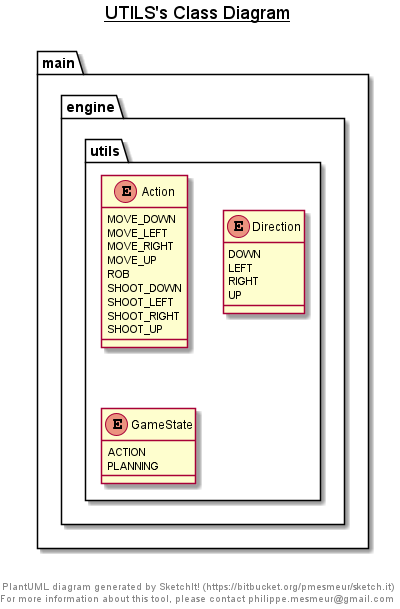 UTILS's Class Diagram
main
engine
utils
E Action
MOVE_DOWN
MOVE_LEFT
MOVE_RIGHT
MOVE_UP
ROB
SHOOT_DOWN
SHOOT_LEFT
SHOOT_RIGHT
SHOOT_UP
E Direction
DOWN
LEFT
RIGHT
UP
E GameState
ACTION
PLANNING
PlantUML diagram generated by SketchIt! (https://bitbucket.org/pmesmeur/sketch.it)
For more information about this tool, please contact philippe.mesmeur@gmail.com